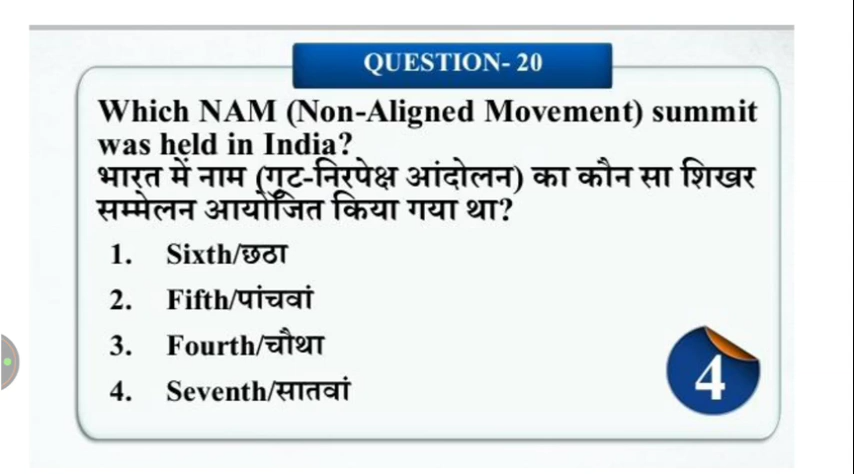 QUESTION- 20
Which NAM (Non-Aligned Movement) summit
was held in India?
भारत में नाम (गुट-निरपेक्ष आंदोलन) का कौन सा शिखर
सम्मेलन आयोजित किया गया था?
1. Sixth/छठा
2. Fifth/पांचवां
3. Fourth/चौथा
4. Seventh/सातवां
4